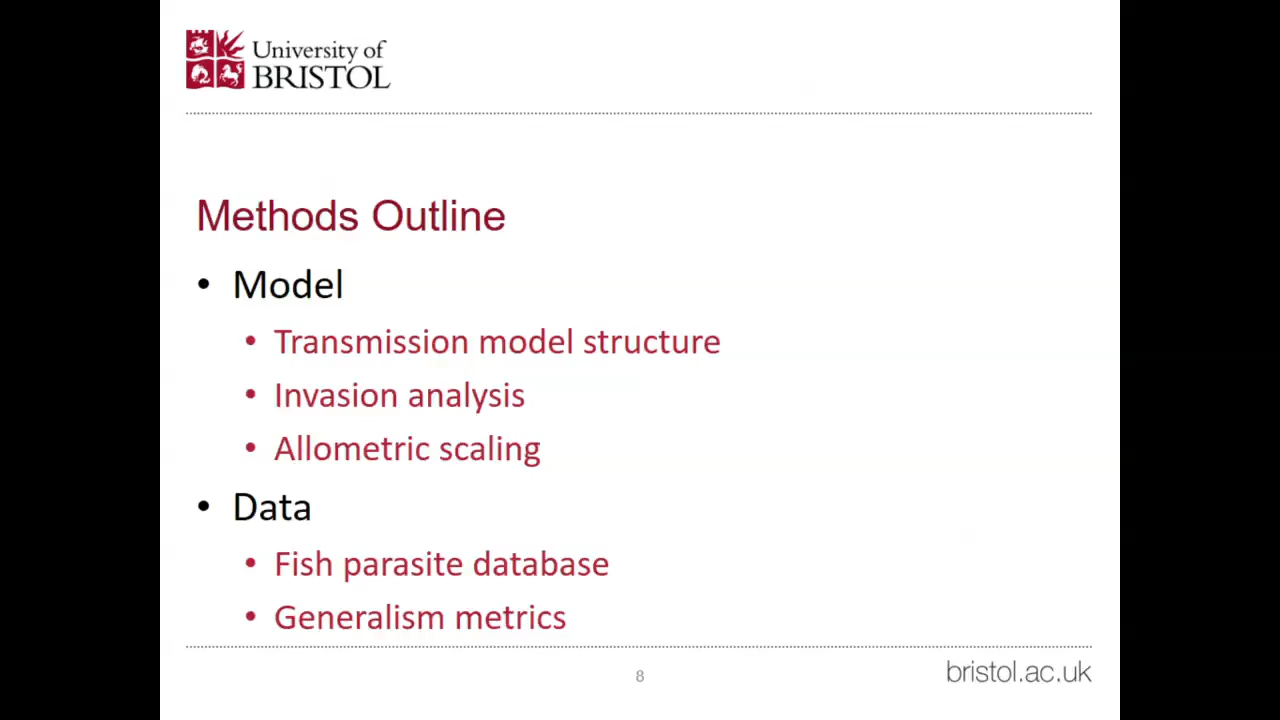 University of
BRISTOL
Methods Outline
• Model
• Transmission model structure
• Invasion analysis
• Allometric scaling
• Data
• Fish parasite database
• Generalism metrics
8
bristol.ac.uk